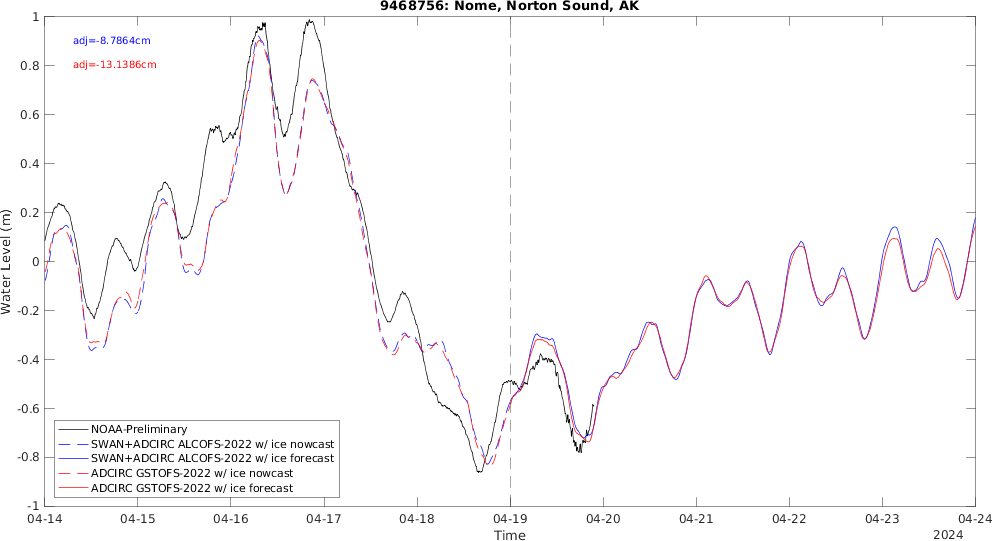 9468756: Nome, Norton Sound, AK
adj=-8.7864cm
adj=-13.1386cm
1
0.8
0.6
0.4
0.2
0
-0.2
-0.4
-0.6
-0.8
-1
Water Level (m)
NOAA-Preliminary
SWAN+ADCIRC ALCOFS-2022 w/ ice nowcast
SWAN+ADCIRC ALCOFS-2022 w/ ice forecast
ADCIRC GSTOFS-2022 w/ ice nowcast
ADCIRC GSTOFS-2022 w/ ice forecast
04-14 04-15 04-16 04-17 04-18 04-19 04-20 04-21 04-22 04-23 04-24
Time
2024